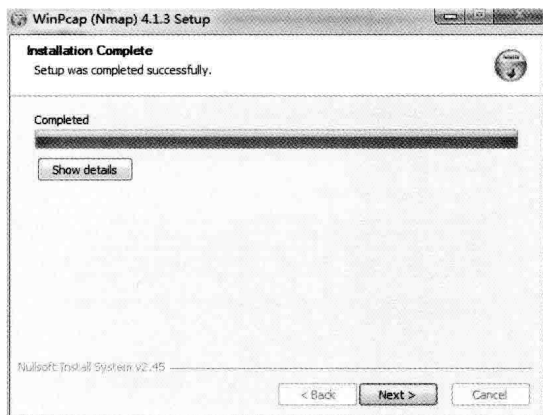 WinPcap (Nmap) 4.1.3 Setup
Installation Complete
Setup was completed successfully.
Completed
Show details
Nullsoft Install System v2.45
< Back
Next >
Cancel